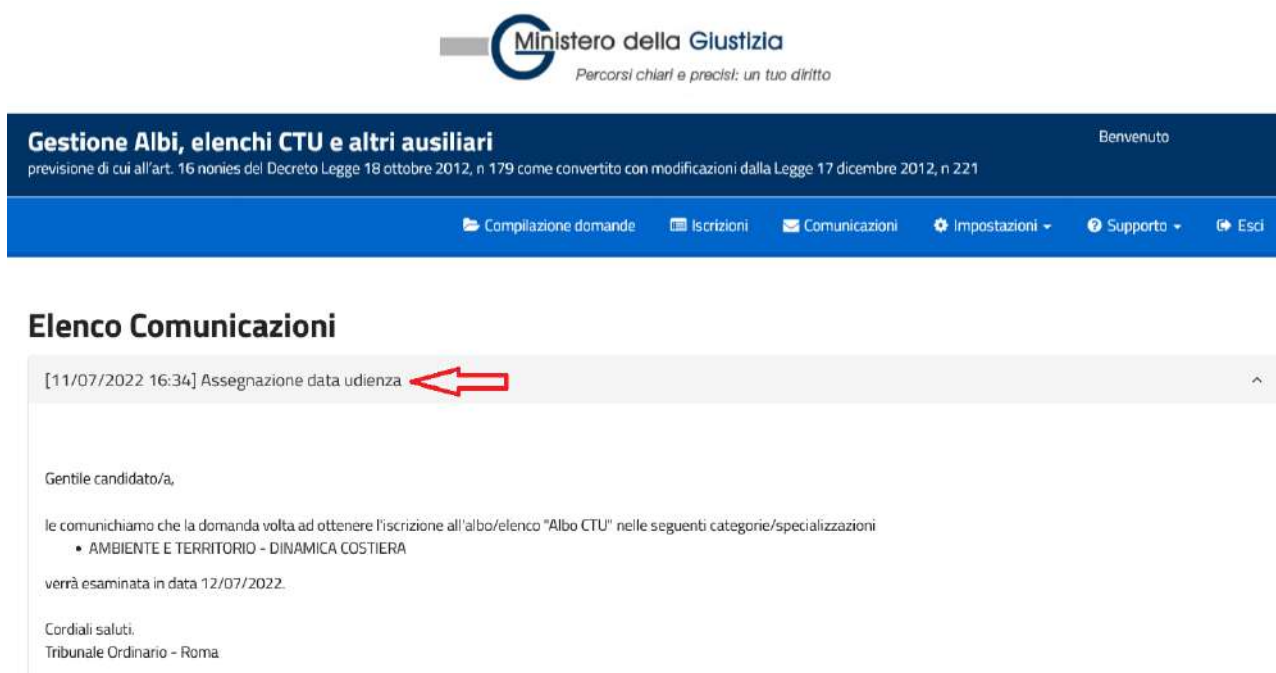 Ministero della Giustizia
Percorsi chiari e precisi: un tuo diritto
Gestione Albi, elenchi CTU e altri ausiliari
Benvenuto
previsione di cui all'art. 16 nonies del Decreto Legge 18 ottobre 2012, n 179 come convertito con modificazioni dalla Legge 17 dicembre 2012, n 221
Compilazione domande Iscrizioni Comunicazioni Impostazioni Supporto Esci
Elenco Comunicazioni
[11/07/2022 16:34] Assegnazione data udienza
Gentile candidato/a,
le comunichiamo che la domanda volta ad ottenere l'iscrizione all'albo/elenco "Albo CTU" nelle seguenti categorie/specializzazioni
• AMBIENTE E TERRITORIO - DINAMICA COSTIERA
verrà esaminata in data 12/07/2022.
Cordiali saluti.
Tribunale Ordinario - Roma